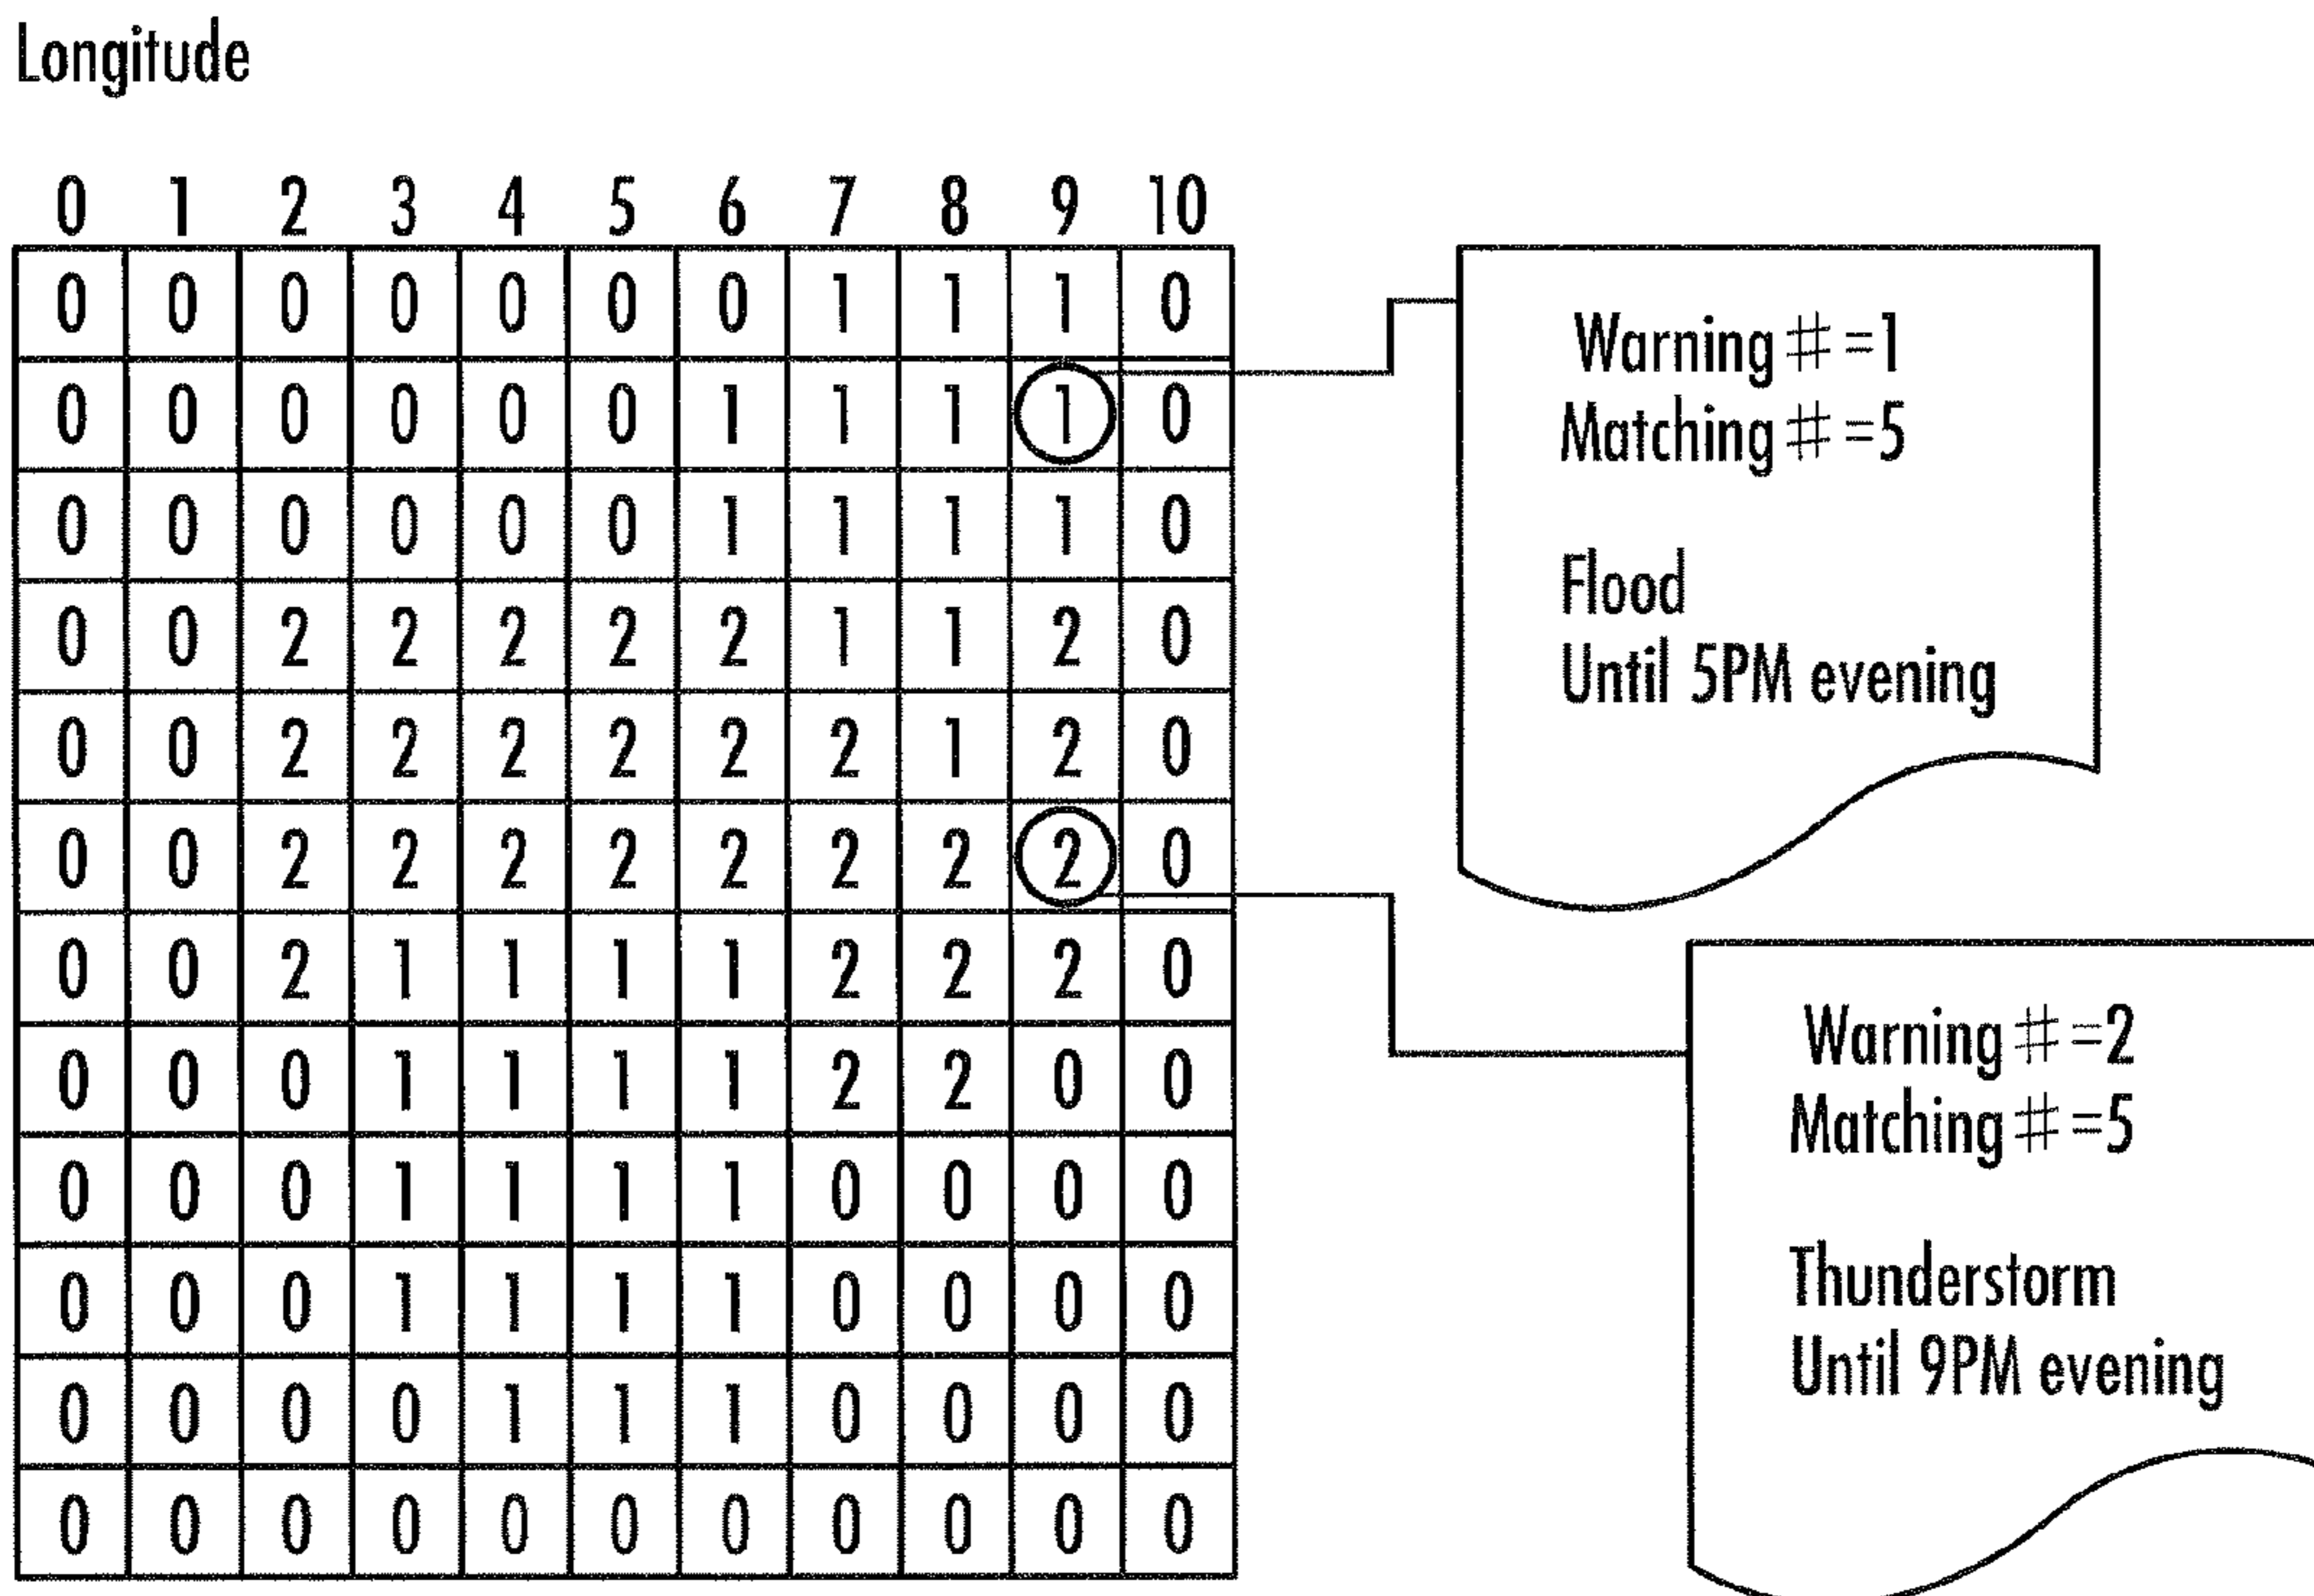 Longitude
0 1 2 3 4 5 6 7 8 9 10
0 0 0 0 0 0 0 1 1 1 0
0 0 0 0 0 0 1 1 1 1 0
0 0 0 0 0 0 1 1 1 1 0
0 0 2 2 2 2 2 1 1 2 0
0 0 2 2 2 2 2 2 1 2 0
0 0 2 2 2 2 2 2 2 2 0
0 0 2 1 1 1 1 2 2 2 0
0 0 0 1 1 1 1 2 2 0 0
0 0 0 1 1 1 1 0 0 0 0
0 0 0 1 1 1 1 0 0 0 0
0 0 0 0 1 1 1 0 0 0 0
0 0 0 0 0 0 0 0 0 0 0
Warning # =1
Matching # =5
Flood
Until 5PM evening
Warning # =2
Matching # =5
Thunderstorm
Until 9PM evening